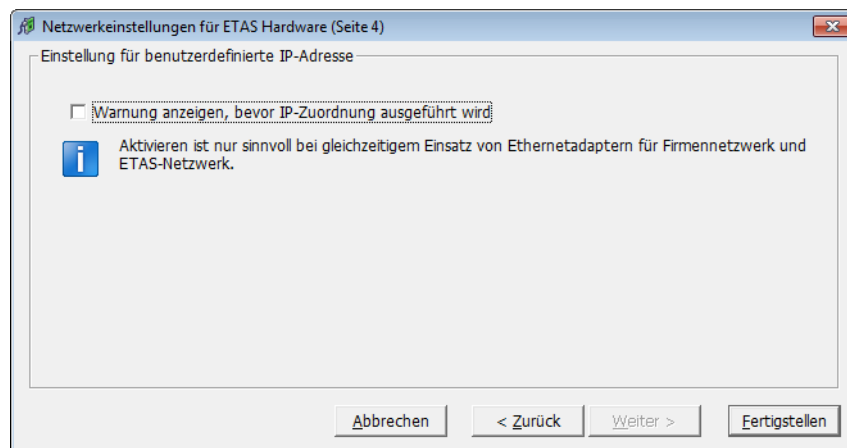 Netzwerkeinstellungen für ETAS Hardware (Seite 4)
Einstellung für benutzerdefinierte IP-Adresse
Warnung anzeigen, bevor IP-Zuordnung ausgeführt wird
Aktivieren ist nur sinnvoll bei gleichzeitigem Einsatz von Ethernetadaptern für Firmennetzwerk und
ETAS-Netzwerk.
Abbrechen
< Zurück
Weiter >
Fertigstellen